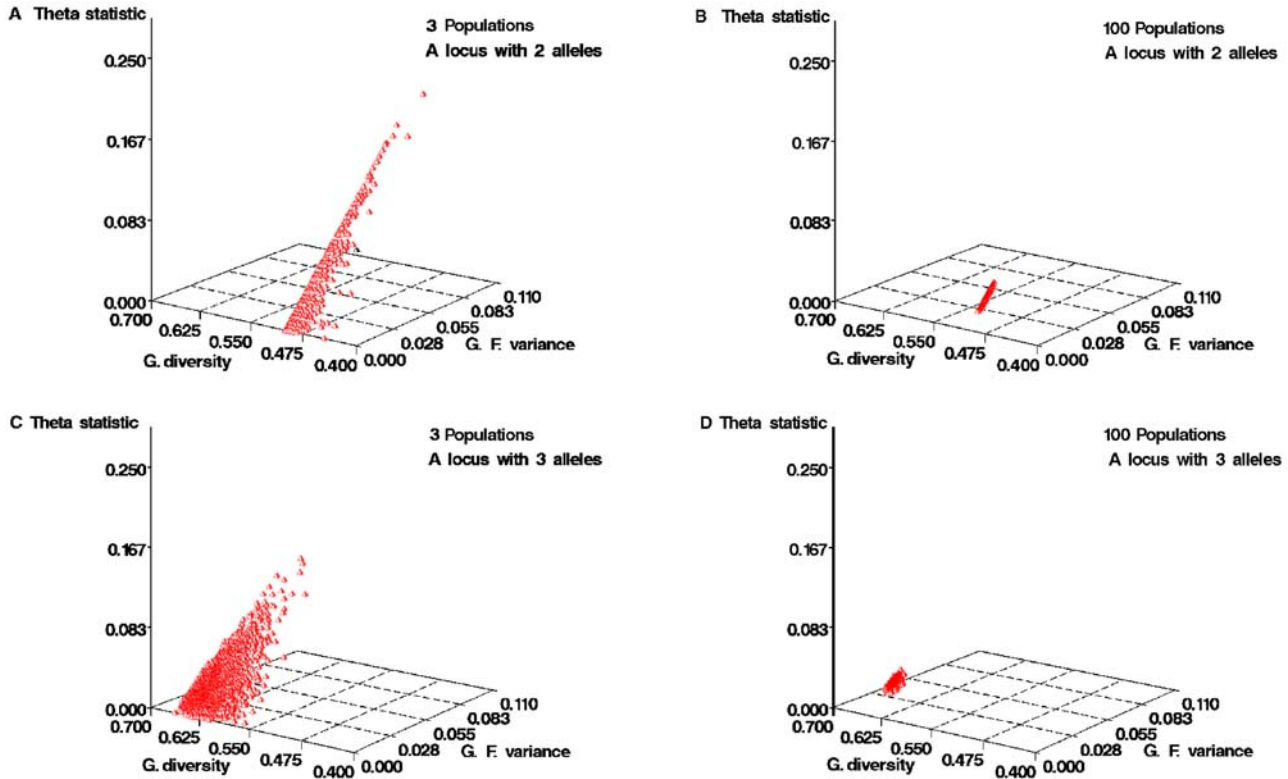 A Theta statistic
3 Populations
A locus with 2 alleles
0.250
0.167
0.083
0.000
0.700
0.625
0.550
0.475
0.400
G. diversity
0.000
0.028
0.055
0.083
0.110
G. F. variance
B Theta statistic
100 Populations
A locus with 2 alleles
0.250
0.167
0.083
0.000
0.700
0.625
0.550
0.475
0.400
G. diversity
0.000
0.028
0.055
0.083
0.110
G. F. variance
C Theta statistic
3 Populations
A locus with 3 alleles
0.250
0.167
0.083
0.000
0.700
0.625
0.550
0.475
0.400
G. diversity
0.000
0.028
0.055
0.083
0.110
G. F. variance
D Theta statistic
100 Populations
A locus with 3 alleles
0.250
0.167
0.083
0.000
0.700
0.625
0.550
0.475
0.400
G. diversity
0.000
0.028
0.055
0.083
0.110
G. F. variance